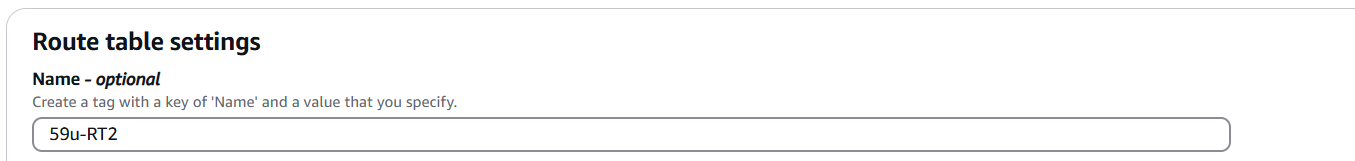 Route table settings
Name - optional
Create a tag with a key of 'Name' and a value that you specify.
59u-RT2